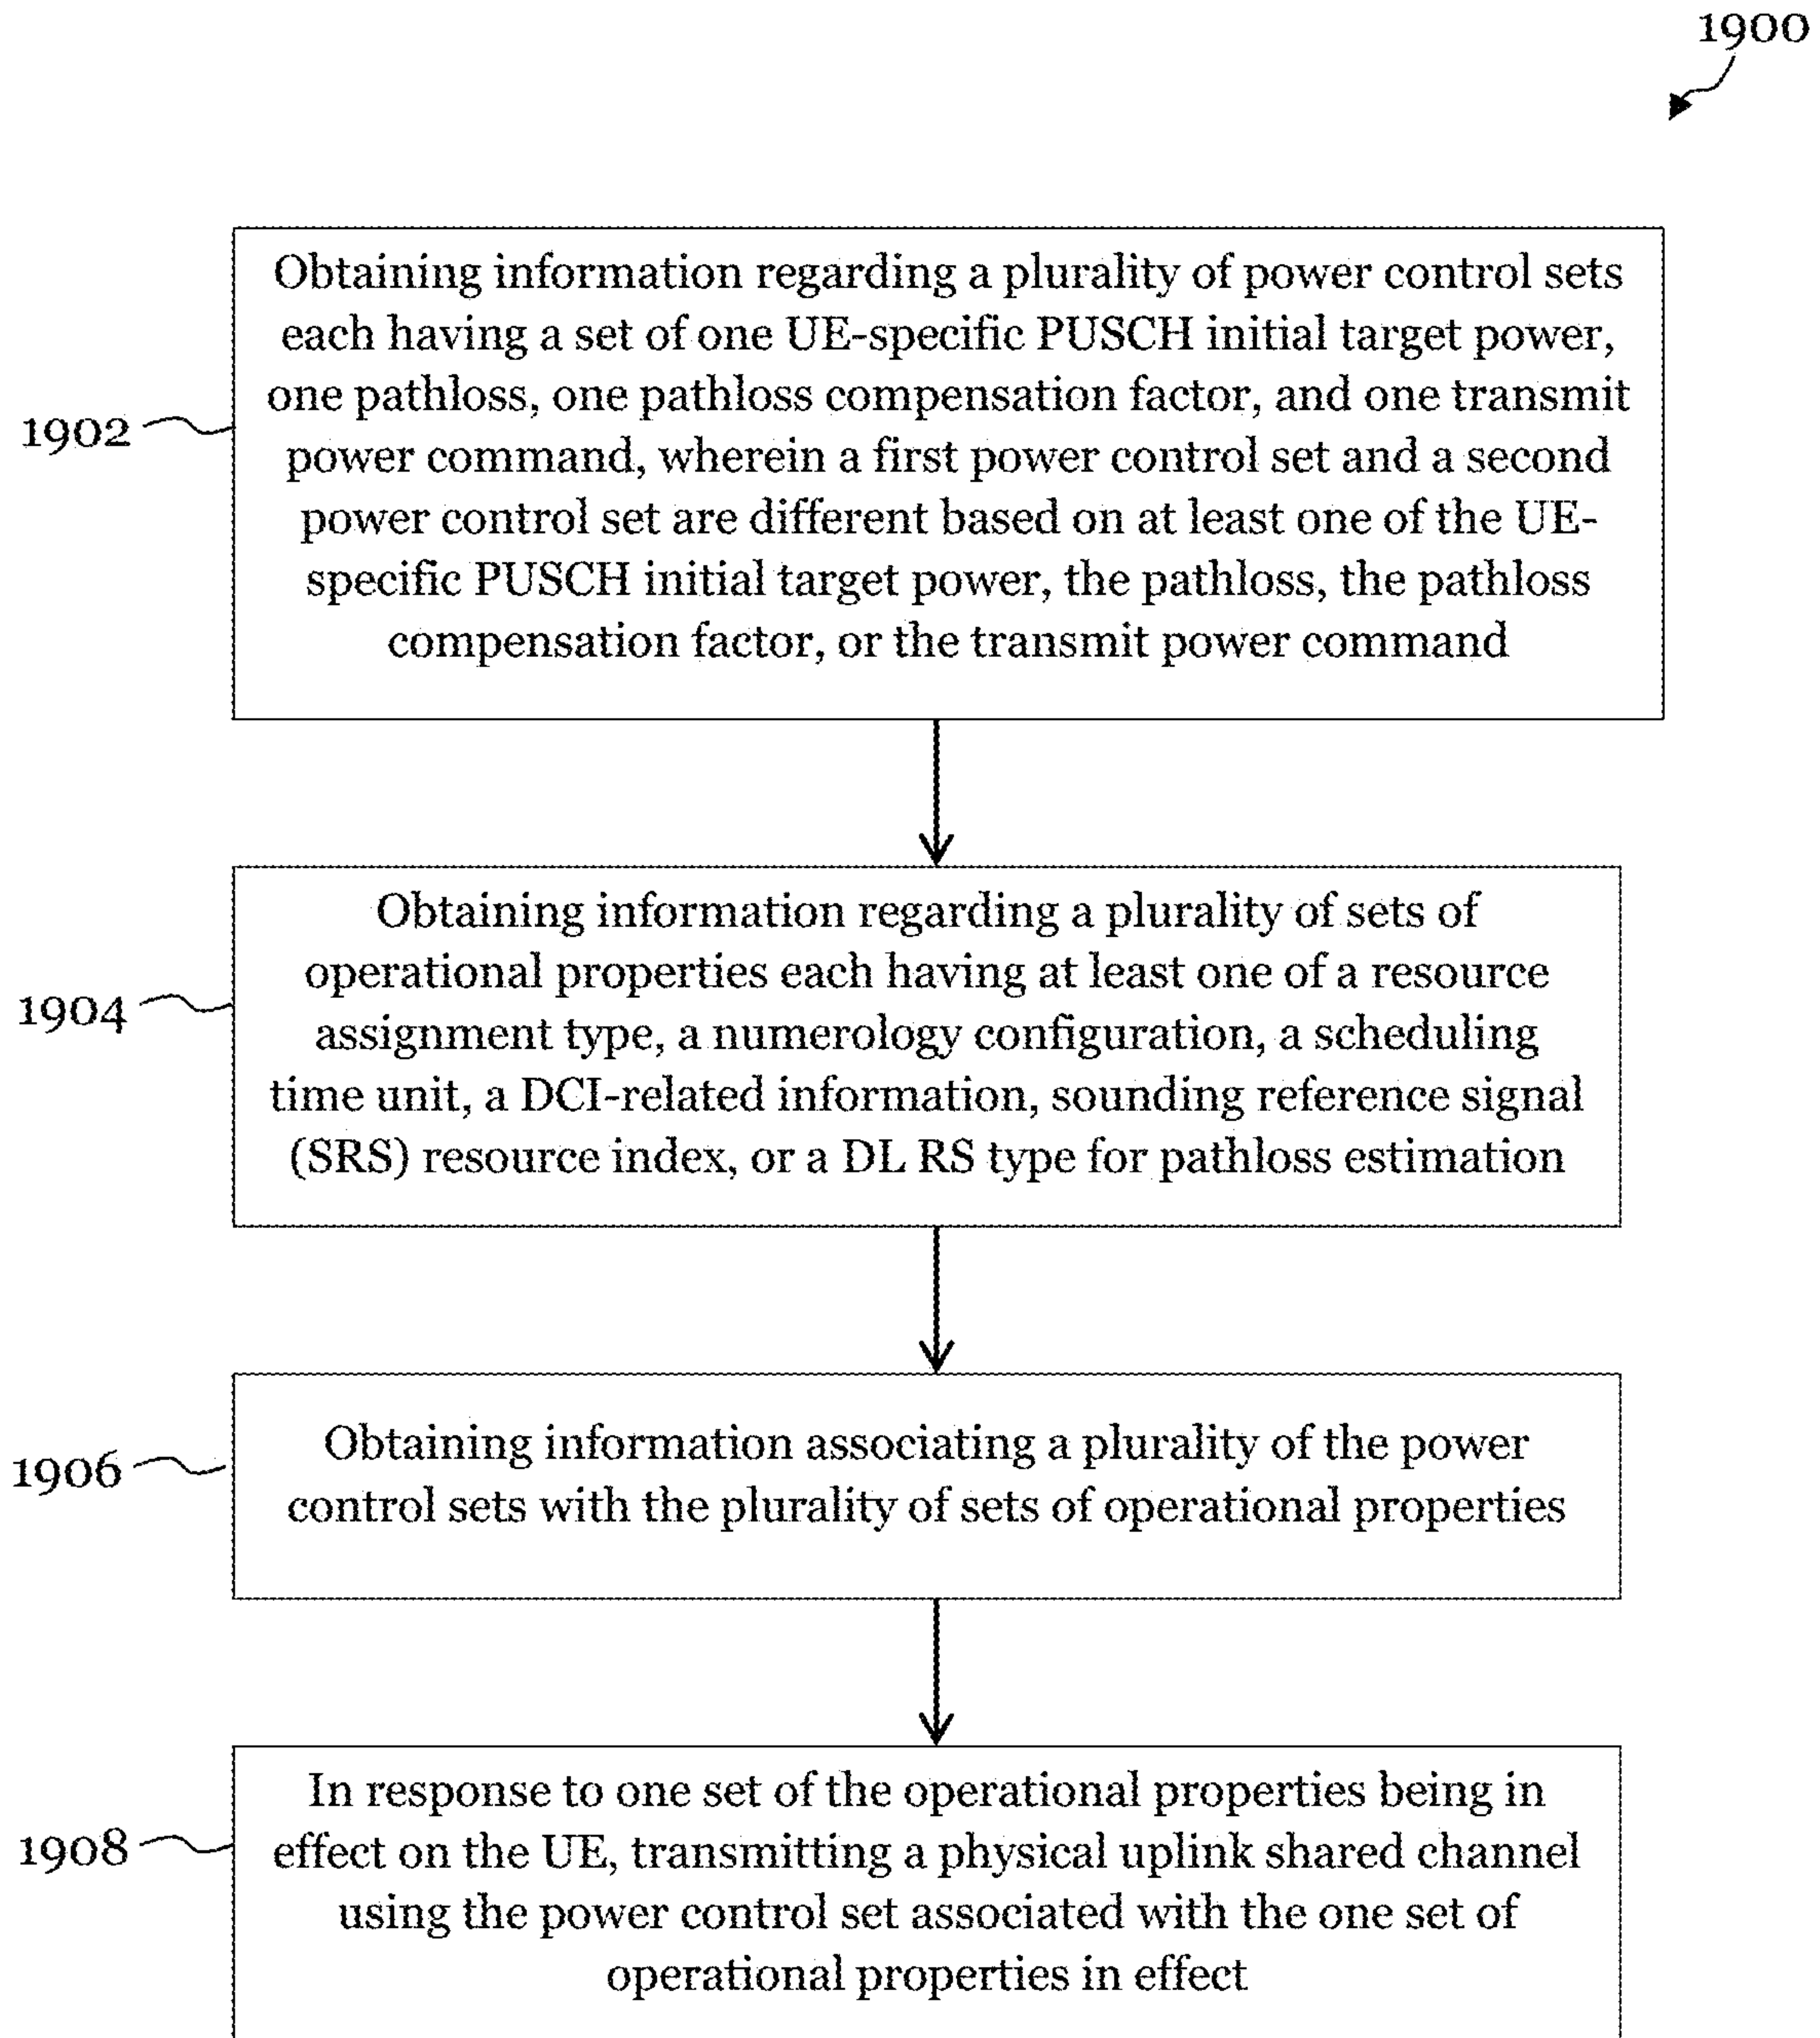 1900
Obtaining information regarding a plurality of power control sets
each having a set of one UE-specific PUSCH initial target power,
one pathloss, one pathloss compensation factor, and one transmit
1902
power command, wherein a first power control set and a second
power control set are different based on at least one of the UE-
specific PUSCH initial target power, the pathloss, the pathloss
compensation factor, or the transmit power command
Obtaining information regarding a plurality of sets of
operational properties each having at least one of a resource
1904
assignment type, a numerology configuration, a scheduling
time unit, a DCI-related information, sounding reference signal
(SRS) resource index, or a DL RS type for pathloss estimation
Obtaining information associating a plurality of the power
1906
control sets with the plurality of sets of operational properties
In response to one set of the operational properties being in
1908
effect on the UE, transmitting a physical uplink shared channel
using the power control set associated with the one set of
operational properties in effect